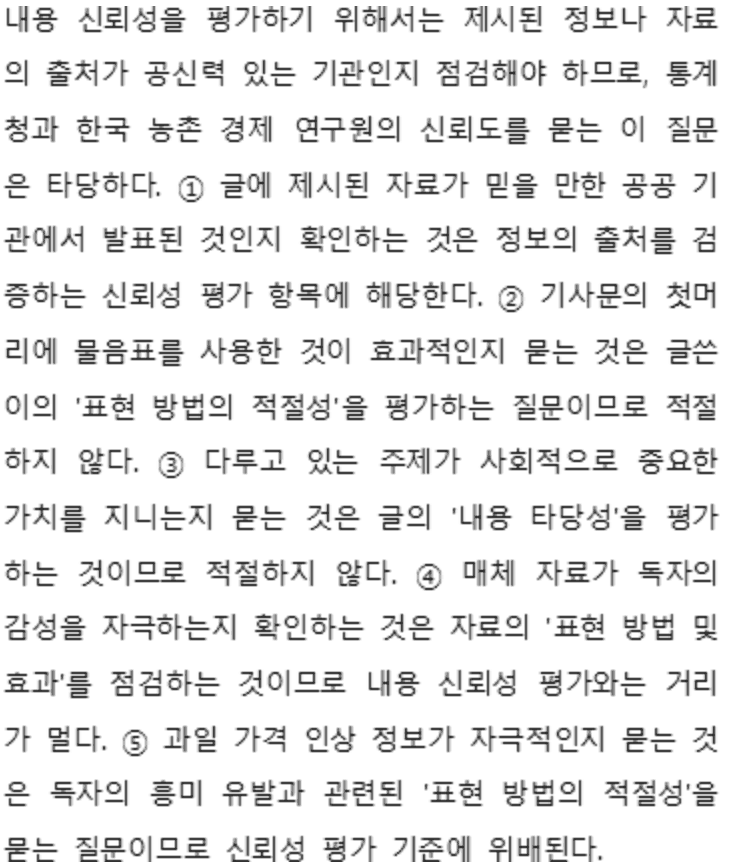 내용 신뢰성을 평가하기 위해서는 제시된 정보나 자료
의 출처가 공신력 있는 기관인지 점검해야 하므로, 통계
청과 한국 농촌 경제 연구원의 신뢰도를 묻는 이 질문
은 타당하다. ① 글에 제시된 자료가 믿을 만한 공공 기
관에서 발표된 것인지 확인하는 것은 정보의 출처를 검
증하는 신뢰성 평가 항목에 해당한다. ② 기사문의 첫머
리에 물음표를 사용한 것이 효과적인지 묻는 것은 글쓴
이의 '표현 방법의 적절성'을 평가하는 질문이므로 적절
하지 않다. ③ 다루고 있는 주제가 사회적으로 중요한
가치를 지니는지 묻는 것은 글의 '내용 타당성'을 평가
하는 것이므로 적절하지 않다. ④ 매체 자료가 독자의
감성을 자극하는지 확인하는 것은 자료의 '표현 방법 및
효과'를 점검하는 것이므로 내용 신뢰성 평가와는 거리
가 멀다. ⑤ 과일 가격 인상 정보가 자극적인지 묻는 것
은 독자의 흥미 유발과 관련된 '표현 방법의 적절성'을
묻는 질문이므로 신뢰성 평가 기준에 위배된다.